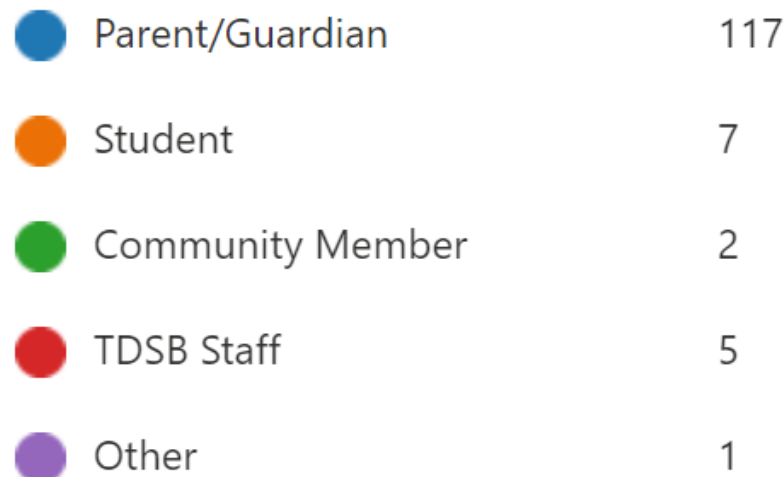 Parent/Guardian 117
Student 7
Community Member 2
TDSB Staff 5
Other 1